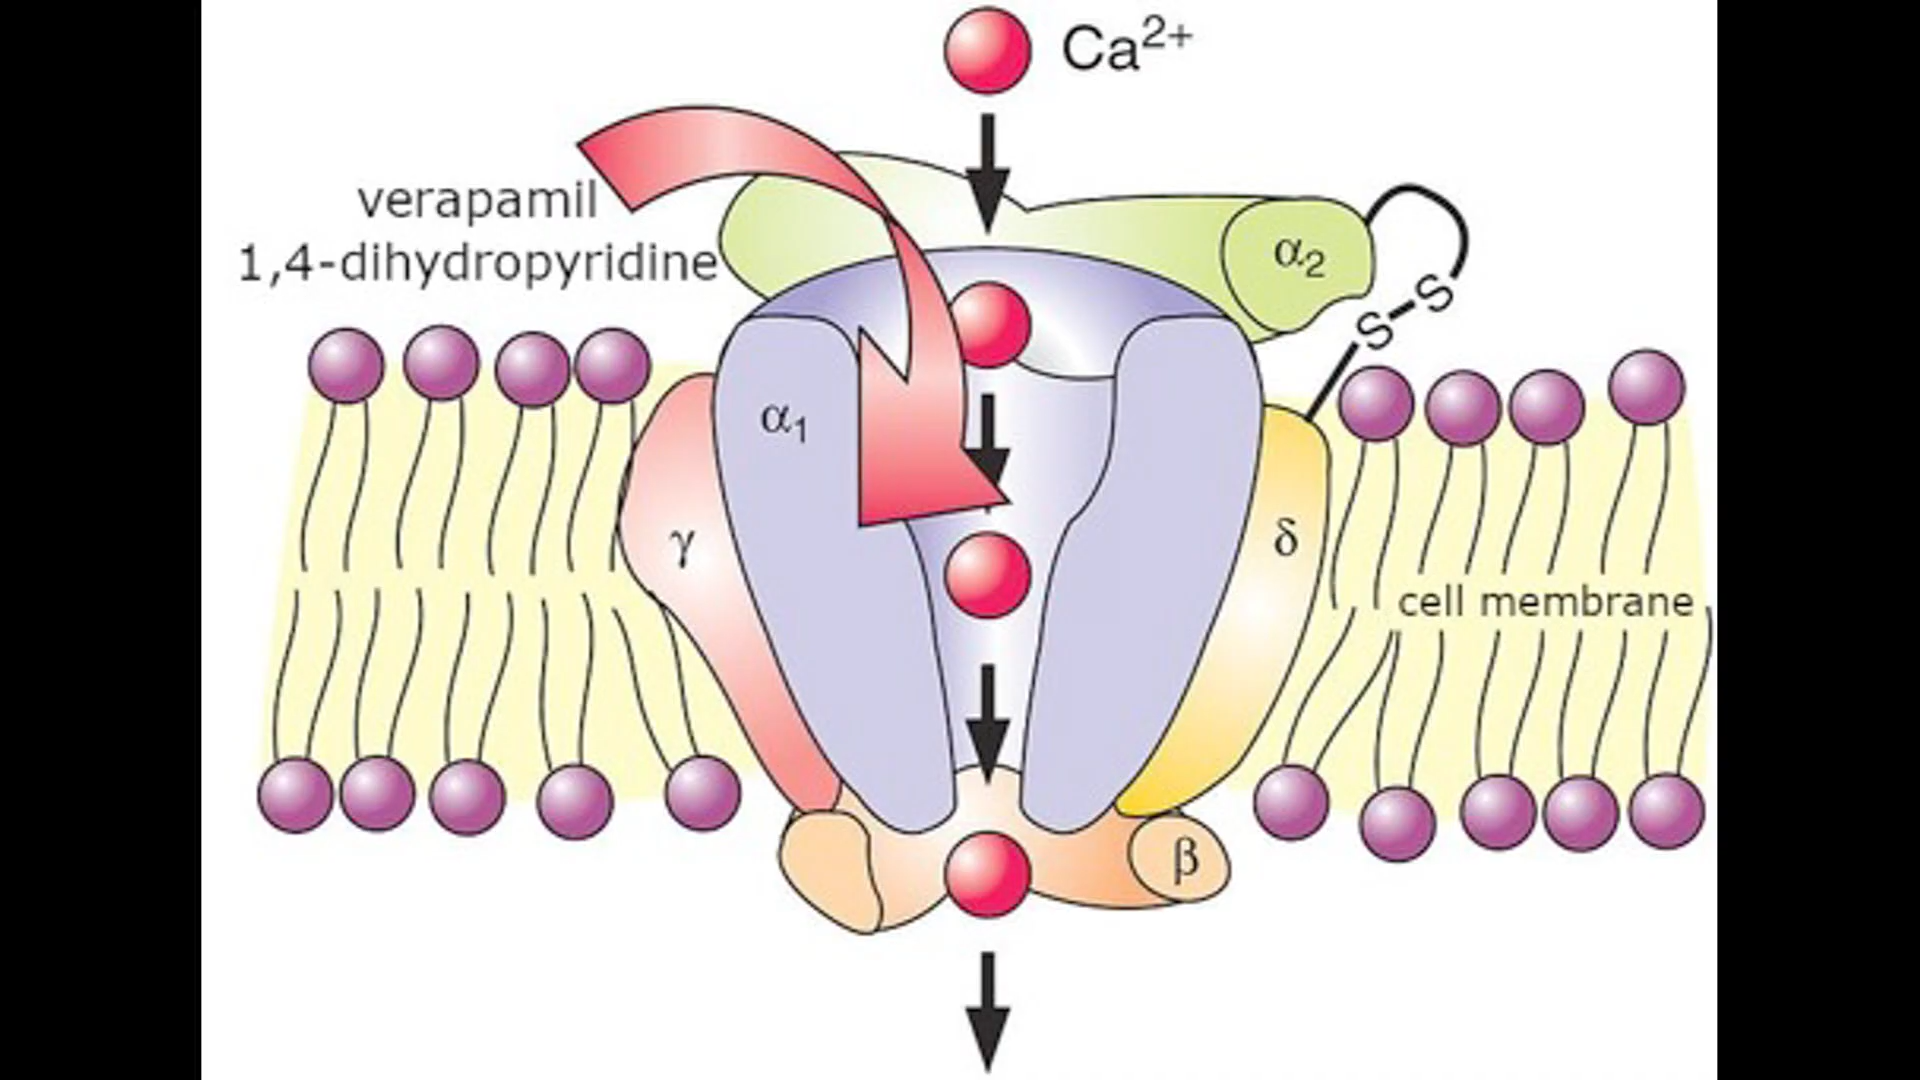 Ca²⁺
verapamil
1,4-dihydropyridine
α₂
S-S
α₁
γ
δ
cell membrane
β